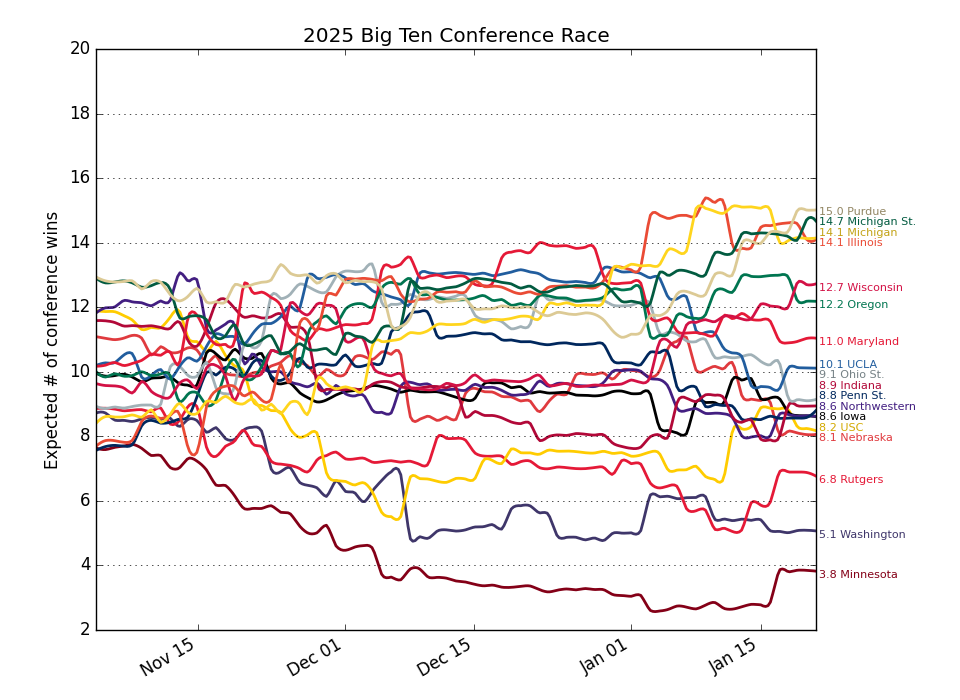 2025 Big Ten Conference Race
Expected # of conference wins
20
18
16
14
12
10
8
6
4
2
Nov 15
Dec 01
Dec 15
Jan 01
Jan 15
15.0 Purdue
14.7 Michigan St.
14.1 Michigan
14.1 Illinois
12.7 Wisconsin
12.2 Oregon
11.0 Maryland
10.1 UCLA
9.1 Ohio St.
8.9 Indiana
8.8 Penn St.
8.6 Northwestern
8.6 Iowa
8.2 USC
8.1 Nebraska
6.8 Rutgers
5.1 Washington
3.8 Minnesota